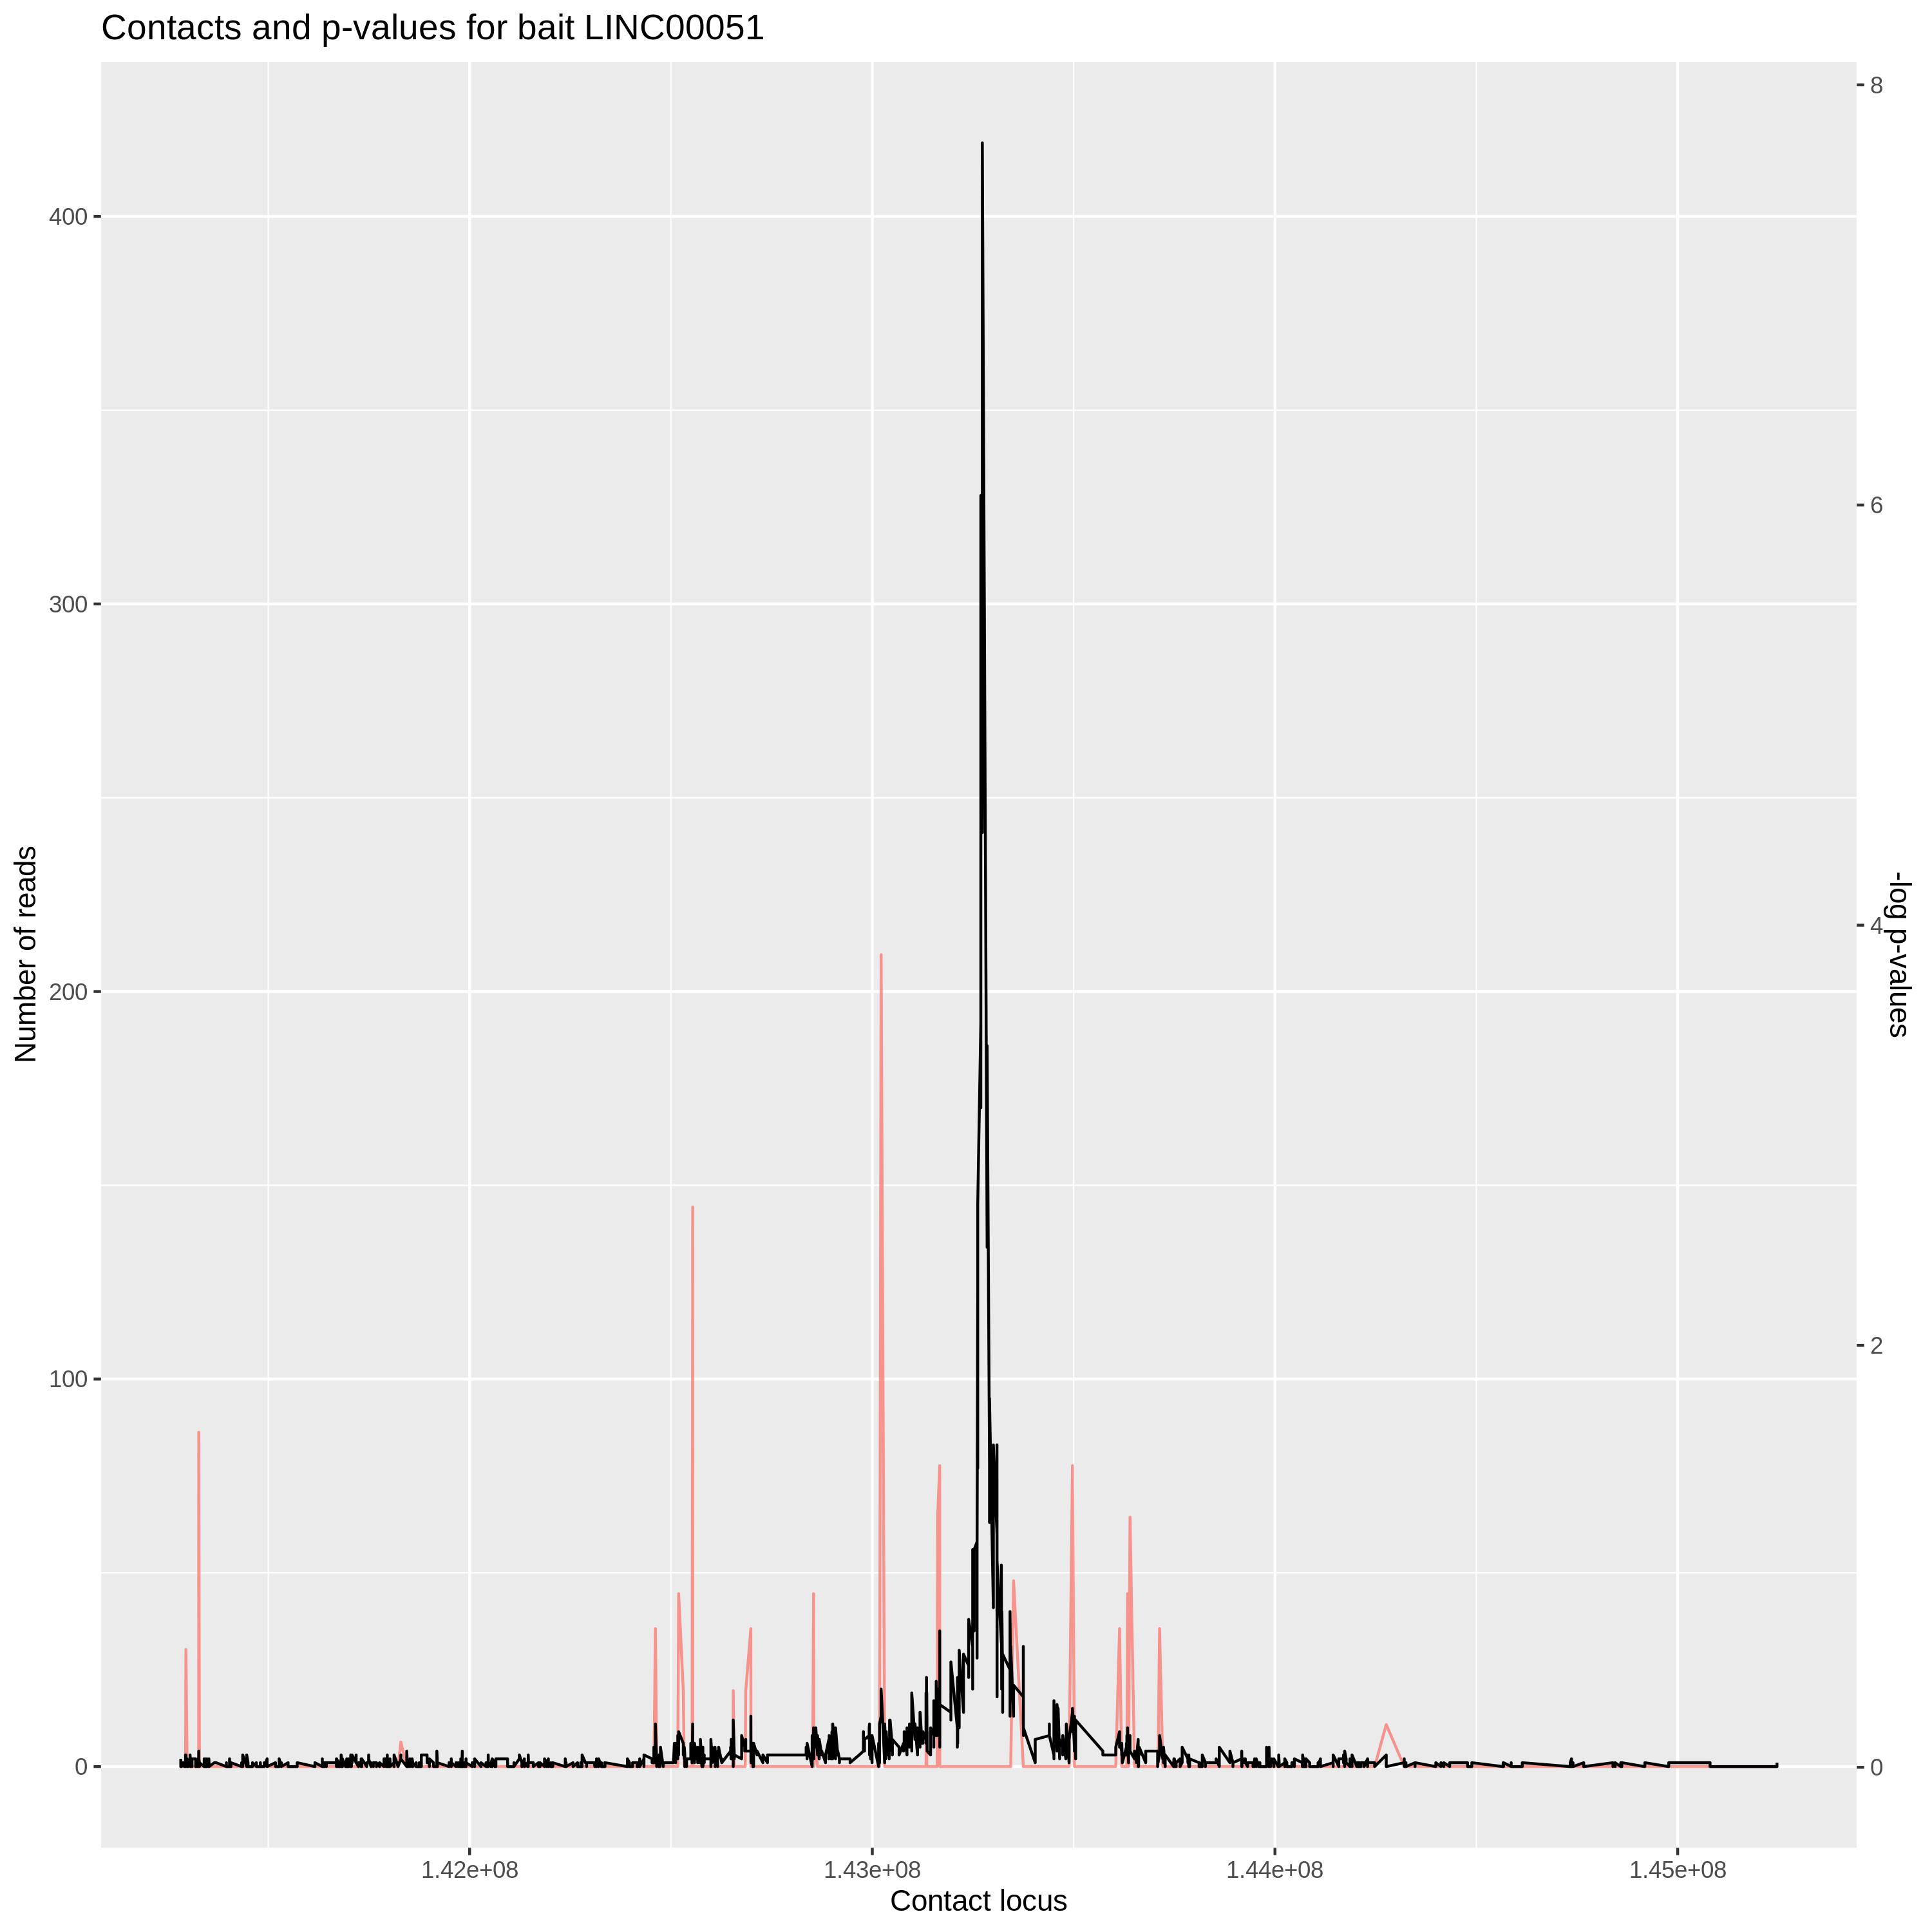 Contacts and p-values for bait LINC00051
8
400
6
300
Number of reads
4
-log p-values
200
2
100
0
0
1.42e+08
1.43e+08
1.44e+08
1.45e+08
Contact locus